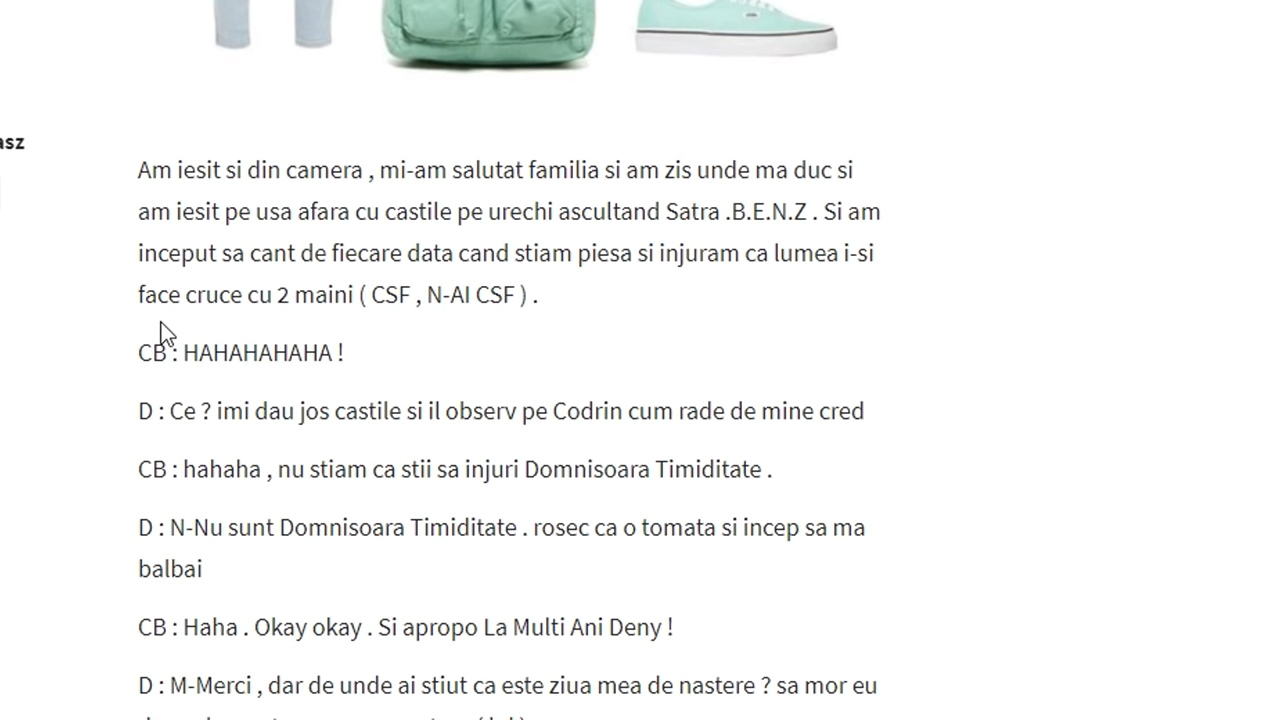 asz
Am iesit si din camera , mi-am salutat familia si am zis unde ma duc si
am iesit pe usa afara cu castile pe urechi ascultand Satra .B.E.N.Z . Si am
inceput sa cant de fiecare data cand stiam piesa si injuram ca lumea i-si
face cruce cu 2 maini ( CSF , N-AI CSF ) .
CB : HAHAHAHAHA !
D : Ce ? imi dau jos castile si il observ pe Codrin cum rade de mine cred
CB : hahaha , nu stiam ca stii sa injuri Domnisoara Timiditate .
D : N-Nu sunt Domnisoara Timiditate . rosec ca o tomata si incep sa ma
balbai
CB : Haha . Okay okay . Si apropo La Multi Ani Deny !
D : M-Merci , dar de unde ai stiut ca este ziua mea de nastere ? sa mor eu